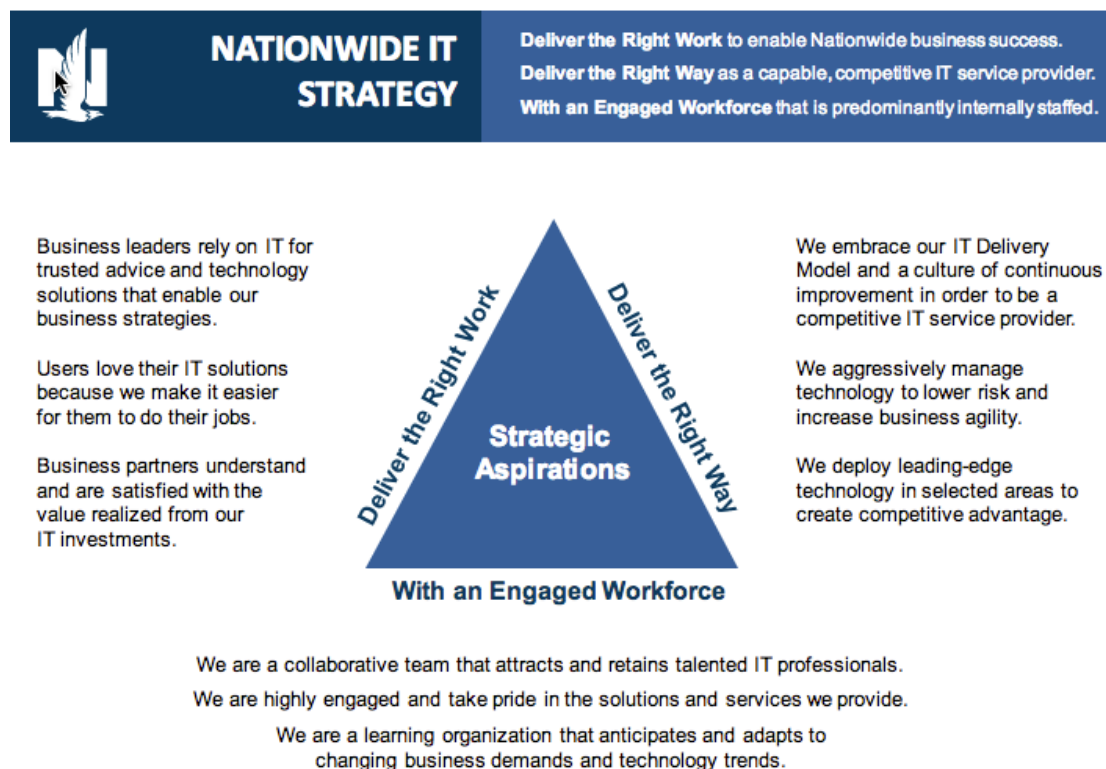 NATIONWIDE IT
STRATEGY
Deliver the Right Work to enable Nationwide business success.
Deliver the Right Way as a capable, competitive IT service provider.
With an Engaged Workforce that is predominantly internally staffed.
Business leaders rely on IT for
trusted advice and technology
solutions that enable our
business strategies.
Users love their IT solutions
because we make it easier
for them to do their jobs.
Business partners understand
and are satisfied with the
value realized from our
IT investments.
Deliver the Right Work
Strategic
Aspirations
Deliver the Right Way
With an Engaged Workforce
We embrace our IT Delivery
Model and a culture of continuous
improvement in order to be a
competitive IT service provider.
We aggressively manage
technology to lower risk and
increase business agility.
We deploy leading-edge
technology in selected areas to
create competitive advantage.
We are a collaborative team that attracts and retains talented IT professionals.
We are highly engaged and take pride in the solutions and services we provide.
We are a learning organization that anticipates and adapts to
changing business demands and technology trends.